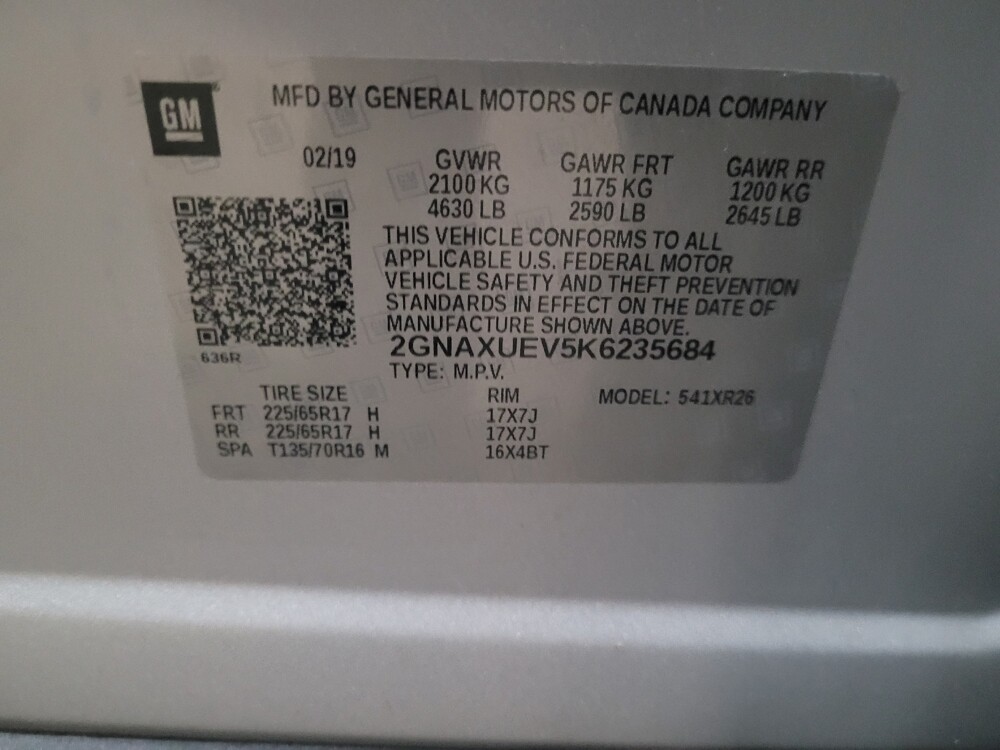 GM
MFD BY GENERAL MOTORS OF CANADA COMPANY
02/19 GVWR GAWR FRT GAWR RR
2100 KG 1175 KG 1200 KG
4630 LB 2590 LB 2645 LB
THIS VEHICLE CONFORMS TO ALL
APPLICABLE U.S. FEDERAL MOTOR
VEHICLE SAFETY AND THEFT PREVENTION
STANDARDS IN EFFECT ON THE DATE OF
MANUFACTURE SHOWN ABOVE.
636R
2GNAXUEV5K6235684
TYPE: M.P.V.
TIRE SIZE RIM MODEL: 541XR26
FRT 225/65R17 H 17X7J
RR 225/65R17 H 17X7J
SPA T135/70R16 M 16X4BT